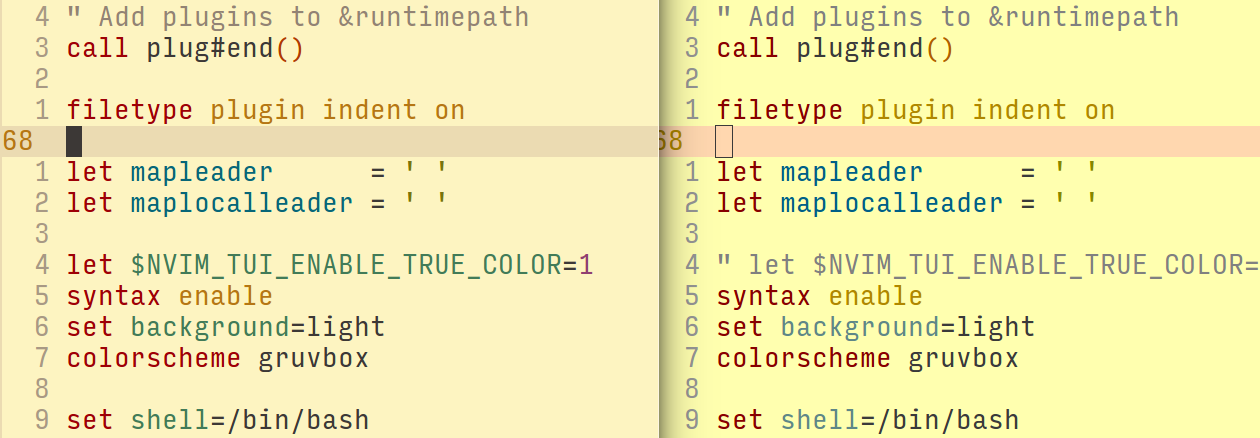 4 " Add plugins to &runtimepath
3 call plug#end()
2
1 filetype plugin indent on
68
1 let mapleader      = ' '
2 let maplocalleader = ' '
3
4 let $NVIM_TUI_ENABLE_TRUE_COLOR=1
5 syntax enable
6 set background=light
7 colorscheme gruvbox
8
9 set shell=/bin/bash
4 " Add plugins to &runtimepath
3 call plug#end()
2
1 filetype plugin indent on
68
1 let mapleader      = ' '
2 let maplocalleader = ' '
3
4 " let $NVIM_TUI_ENABLE_TRUE_COLOR=
5 syntax enable
6 set background=light
7 colorscheme gruvbox
8
9 set shell=/bin/bash